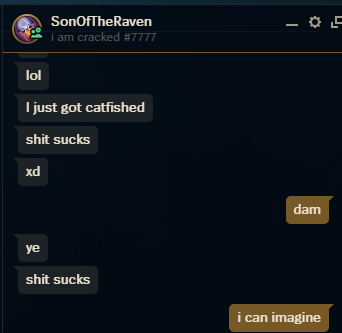 SonOfTheRaven
i am cracked #7777
lol
I just got catfished
shit sucks
xd
dam
ye
shit sucks
i can imagine